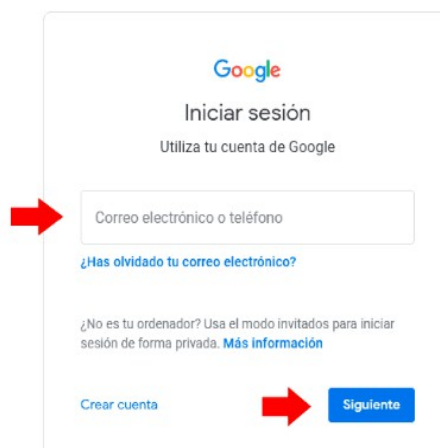 Google
Iniciar sesión
Utiliza tu cuenta de Google
Correo electrónico o teléfono
¿Has olvidado tu correo electrónico?
¿No es tu ordenador? Usa el modo invitados para iniciar
sesión de forma privada. Más información
Crear cuenta
Siguiente